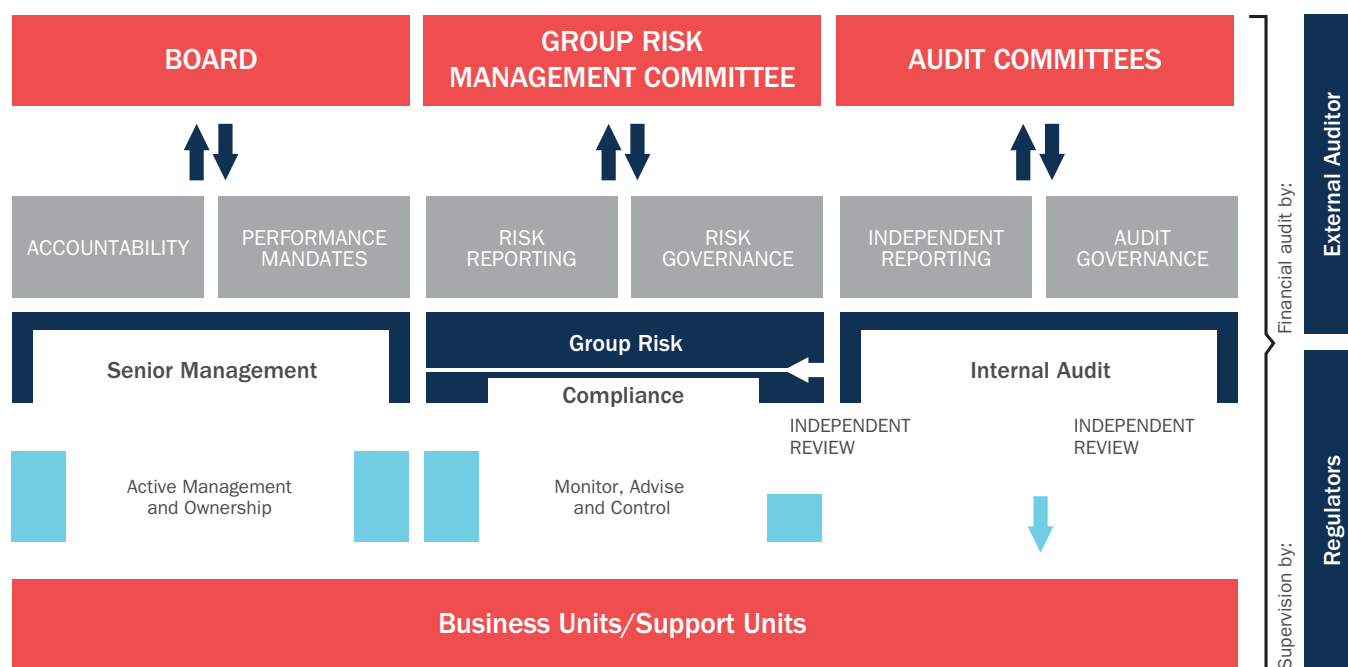 BOARD
GROUP RISK
MANAGEMENT COMMITTEE
AUDIT COMMITTEES
ACCOUNTABILITY
PERFORMANCE
MANDATES
RISK
REPORTING
RISK
GOVERNANCE
INDEPENDENT
REPORTING
AUDIT
GOVERNANCE
Senior Management
Group Risk
Compliance
Internal Audit
INDEPENDENT
REVIEW
INDEPENDENT
REVIEW
Active Management
and Ownership
Monitor, Advise
and Control
Business Units/Support Units
Financial audit by:
External Auditor
Supervision by:
Regulators